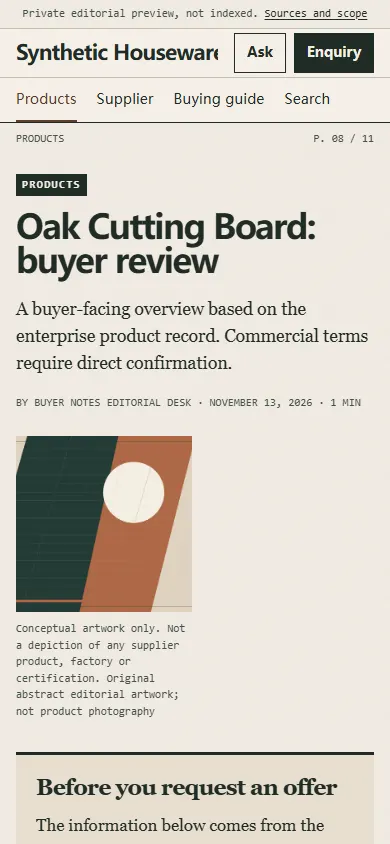 Private editorial preview, not indexed. Sources and scope
Synthetic Houseware
Ask
Enquiry
Products
Supplier
Buying guide
Search
PRODUCTS
P. 08 / 11
PRODUCTS
Oak Cutting Board:
buyer review
A buyer-facing overview based on the
enterprise product record. Commercial terms
require direct confirmation.
BY BUYER NOTES EDITORIAL DESK · NOVEMBER 13, 2026 · 1 MIN
Conceptual artwork only. Not
a depiction of any supplier
product, factory or
certification. Original
abstract editorial artwork;
not product photography
Before you request an offer
The information below comes from the